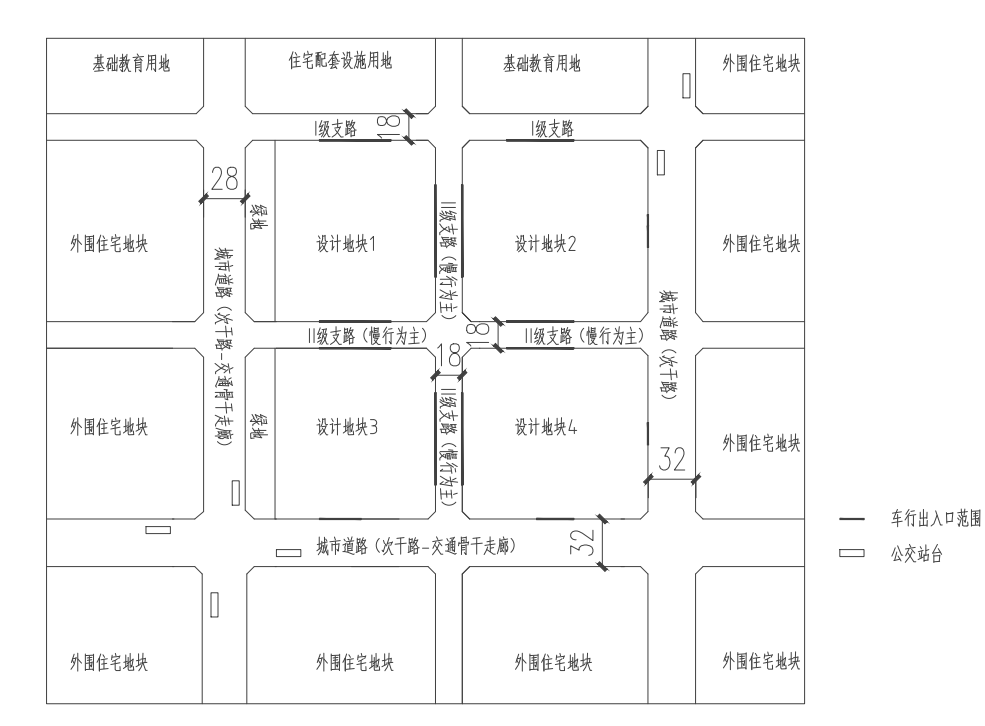 基础教育用地
住宅配套设施用地
基础教育用地
外围住宅地块
I级支路
18
I级支路
28
绿地
外围住宅地块
城市道路（次干路-交通骨干走廊）
设计地块1
II级支路（慢行为主）
设计地块2
城市道路（次干路）
外围住宅地块
II级支路（慢行为主）
18
II级支路（慢行为主）
18
外围住宅地块
绿地
设计地块3
II级支路（慢行为主）
设计地块4
外围住宅地块
32
车行出入口范围
城市道路（次干路-交通骨干走廊）
32
公交站台
外围住宅地块
外围住宅地块
外围住宅地块
外围住宅地块